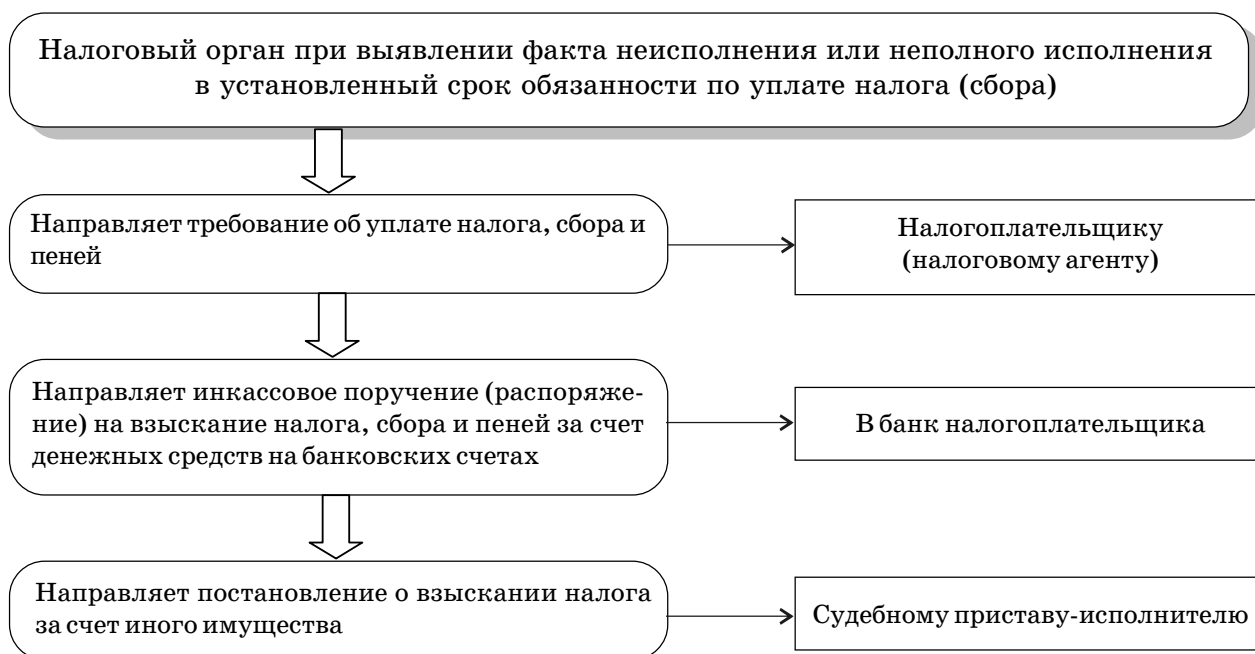 Налоговый орган при выявлении факта неисполнения или неполного исполнения
в установленный срок обязанности по уплате налога (сбора)
Направляет требование об уплате налога, сбора и
пеней
Налогоплательщику
(налоговому агенту)
Направляет инкассовое поручение (распоряже-
ние) на взыскание налога, сбора и пеней за счет
денежных средств на банковских счетах
В банк налогоплательщика
Направляет постановление о взыскании налога
за счет иного имущества
Судебному приставу-исполнителю